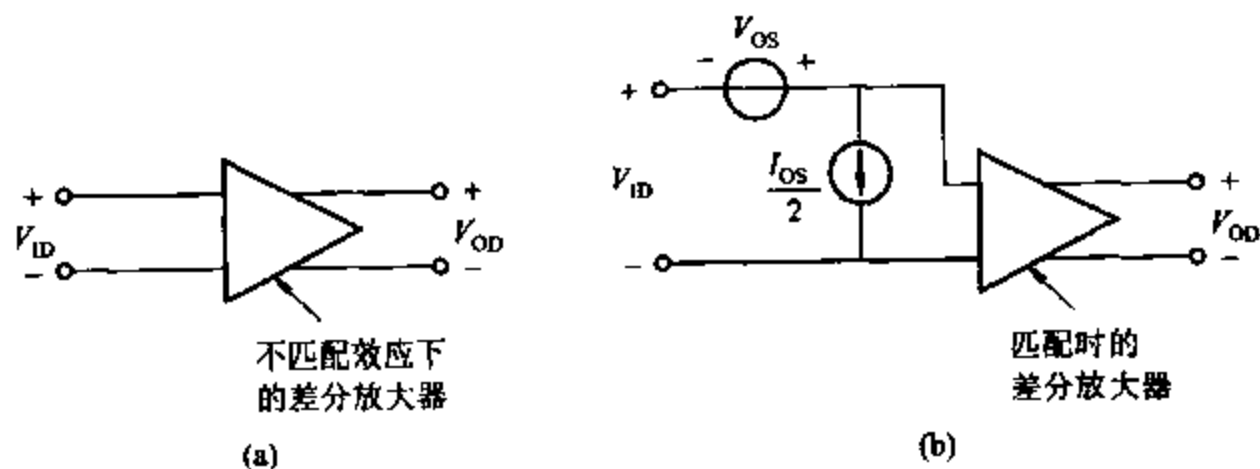 V_OS
− +
+
+ +
V_ID V_OD
− −
不匹配效应下
的差分放大器
(a)
V_ID
I_OS
2
−
+
V_OD
−
匹配时的
差分放大器
(b)